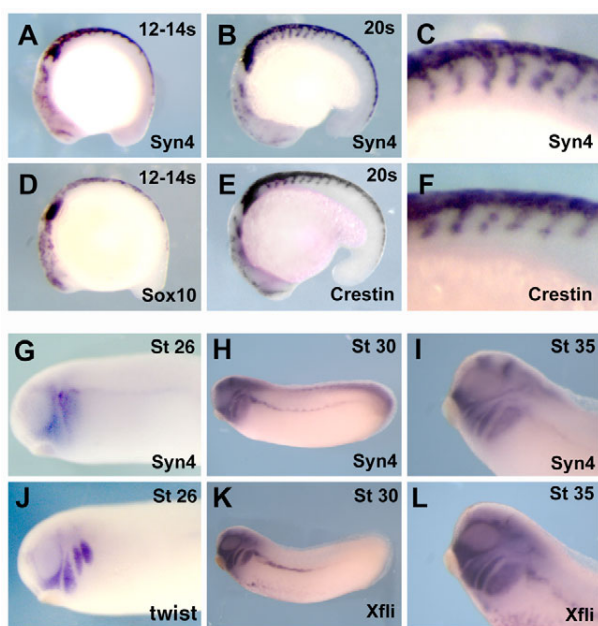 A 12-14s Syn4
B 20s Syn4
C Syn4
D 12-14s Sox10
E 20s Crestin
F Crestin
G St 26 Syn4
H St 30 Syn4
I St 35 Syn4
J St 26 twist
K St 30 Xfli
L St 35 Xfli